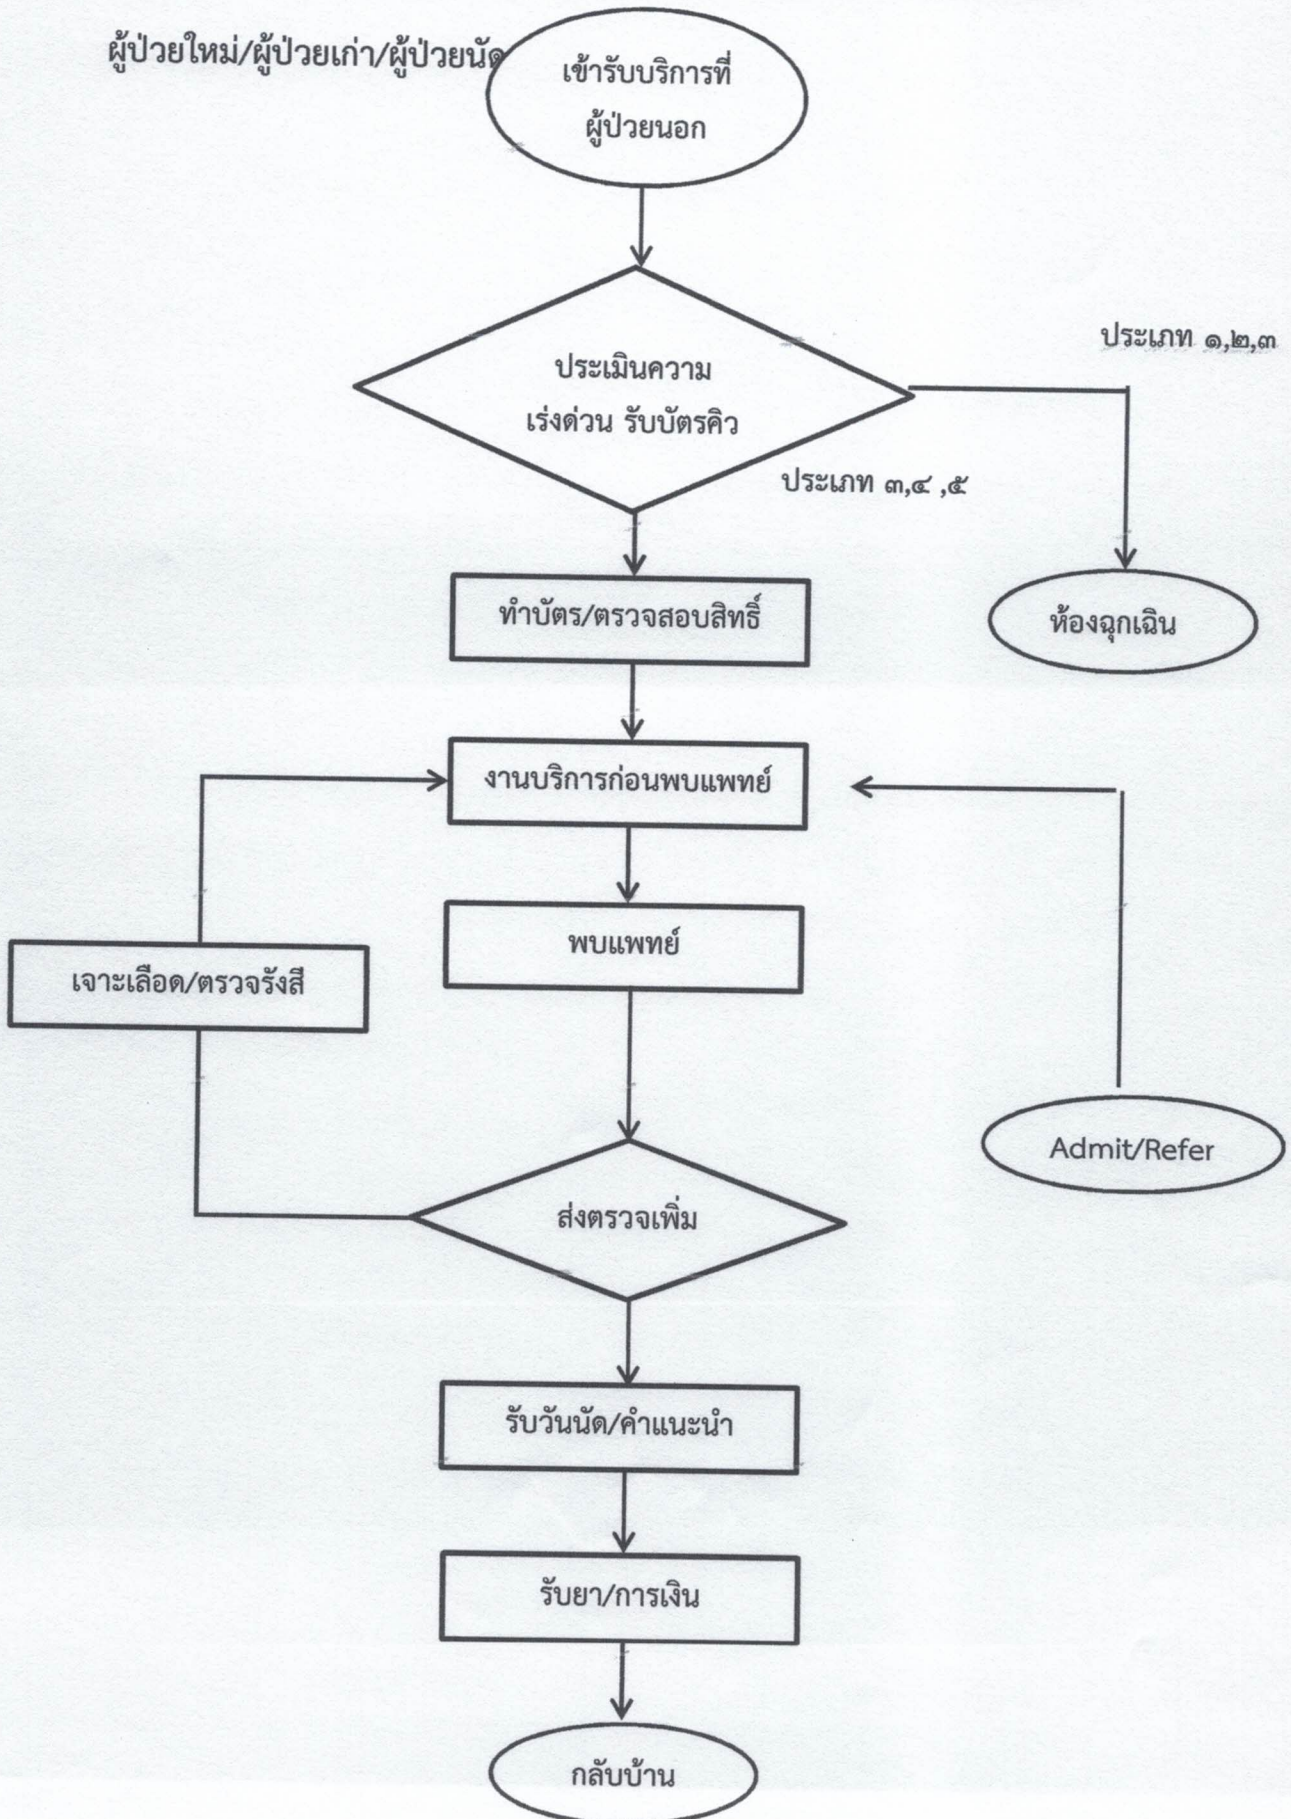 ผู้ป่วยใหม่/ผู้ป่วยเก่า/ผู้ป่วยนัด
เข้ารับบริการที่
ผู้ป่วยนอก
ประเภท ๑,๒,๓
ประเมินความ
เร่งด่วน รับบัตรคิว
ประเภท ๓,๔ ,๕
ทำบัตร/ตรวจสอบสิทธิ์
ห้องฉุกเฉิน
งานบริการก่อนพบแพทย์
พบแพทย์
เจาะเลือด/ตรวจรังสี
Admit/Refer
ส่งตรวจเพิ่ม
รับวันนัด/คำแนะนำ
รับยา/การเงิน
กลับบ้าน